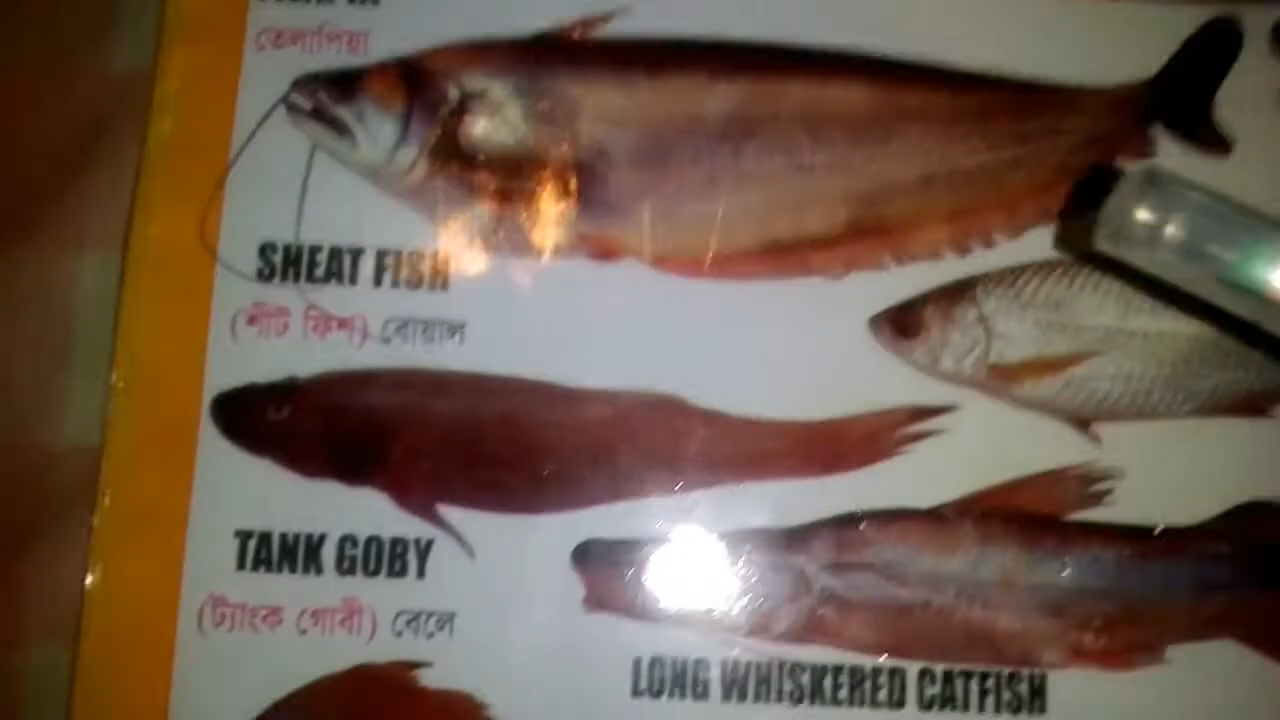 তেলাপিয়া
SHEAT FISH
(শীট ফিশ) বোয়াল
TANK GOBY
(ট্যাংক গোবী) বেলে
LONG WHISKERED CATFISH